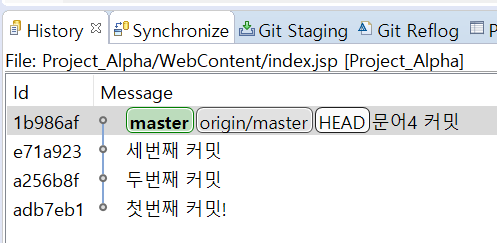 History Synchronize Git Staging Git Reflog
File: Project_Alpha/WebContent/index.jsp [Project_Alpha]
Id Message
1b986af master origin/master HEAD 문어4 커밋
e71a923 세번째 커밋
a256b8f 두번째 커밋
adb7eb1 첫번째 커밋!